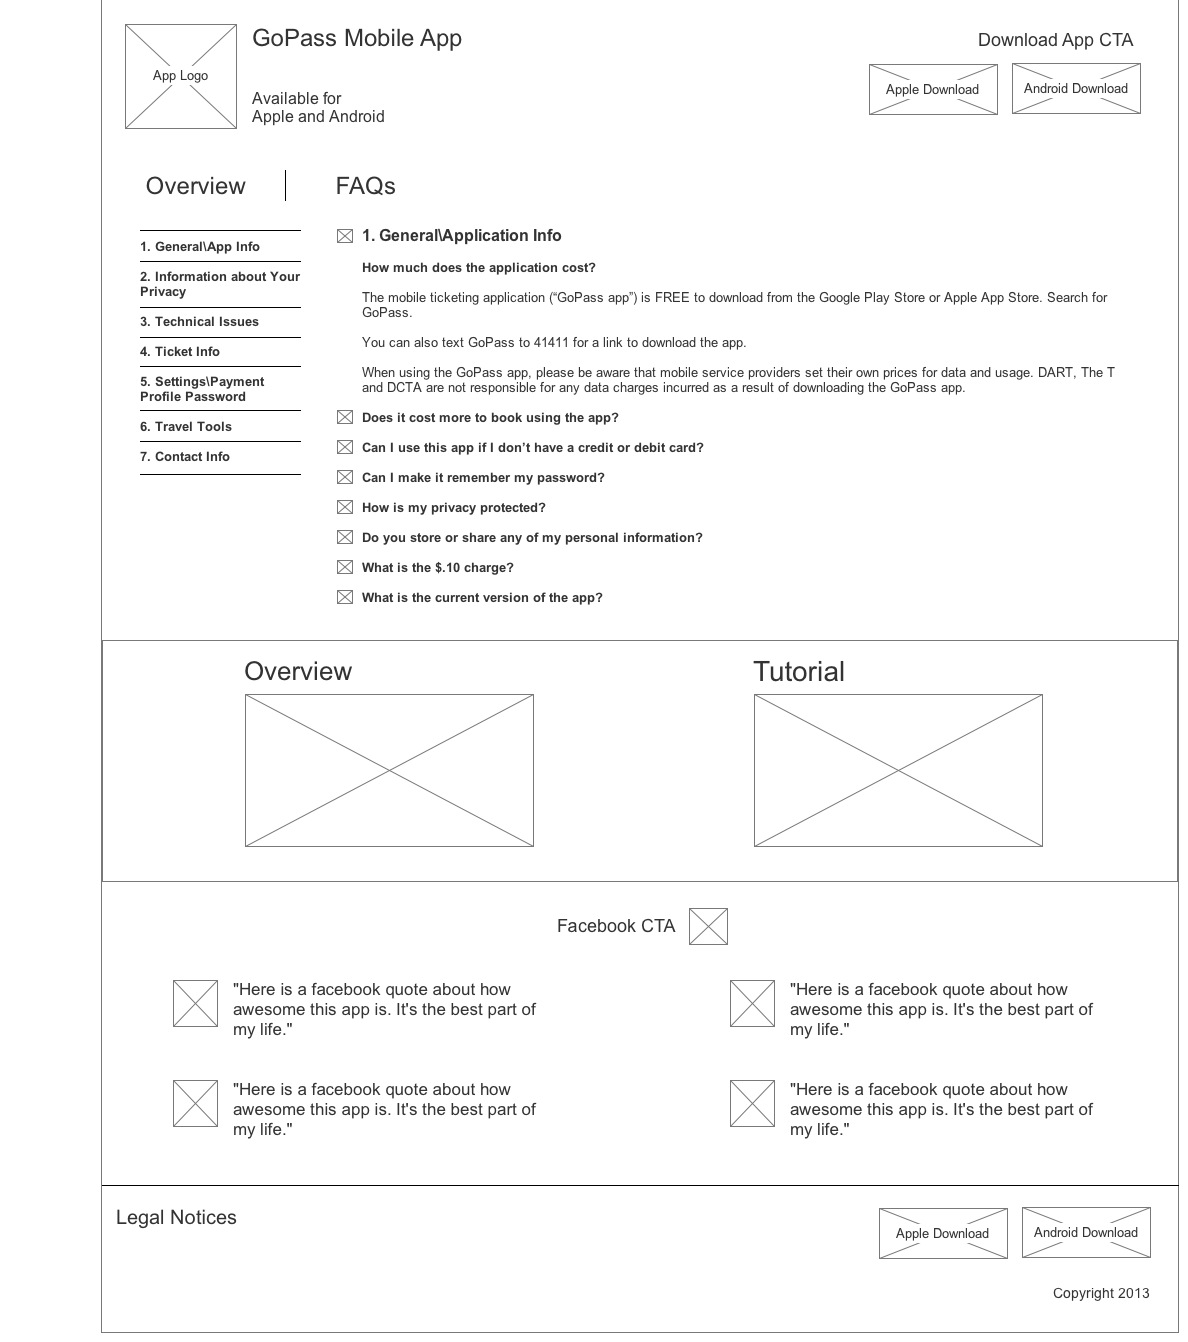 GoPass Mobile App
Download App CTA
App Logo
Apple Download
Android Download
Available for
Apple and Android
Overview
FAQs
1. General\App Info
2. Information about Your
Privacy
3. Technical Issues
4. Ticket Info
5. Settings\Payment
Profile Password
6. Travel Tools
7. Contact Info
1. General\Application Info
How much does the application cost?
The mobile ticketing application (“GoPass app”) is FREE to download from the Google Play Store or Apple App Store. Search for
GoPass.
You can also text GoPass to 41411 for a link to download the app.
When using the GoPass app, please be aware that mobile service providers set their own prices for data and usage. DART, The T
and DCTA are not responsible for any data charges incurred as a result of downloading the GoPass app.
Does it cost more to book using the app?
Can I use this app if I don’t have a credit or debit card?
Can I make it remember my password?
How is my privacy protected?
Do you store or share any of my personal information?
What is the $.10 charge?
What is the current version of the app?
Overview
Tutorial
Facebook CTA
"Here is a facebook quote about how
awesome this app is. It's the best part of
my life."
"Here is a facebook quote about how
awesome this app is. It's the best part of
my life."
"Here is a facebook quote about how
awesome this app is. It's the best part of
my life."
"Here is a facebook quote about how
awesome this app is. It's the best part of
my life."
Legal Notices
Apple Download
Android Download
Copyright 2013